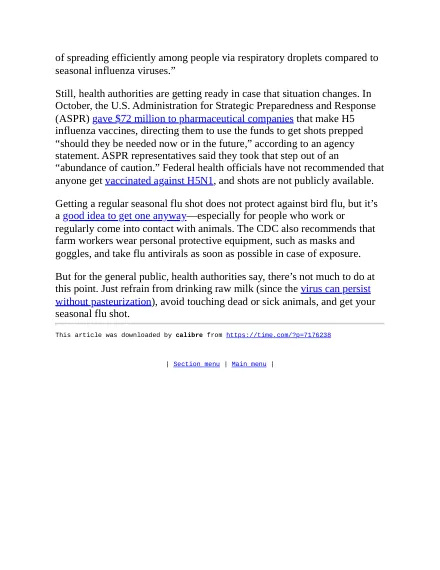 of spreading efficiently among people via respiratory droplets compared to
seasonal influenza viruses.”
Still, health authorities are getting ready in case that situation changes. In
October, the U.S. Administration for Strategic Preparedness and Response
(ASPR) gave $72 million to pharmaceutical companies that make H5
influenza vaccines, directing them to use the funds to get shots prepped
“should they be needed now or in the future,” according to an agency
statement. ASPR representatives said they took that step out of an
“abundance of caution.” Federal health officials have not recommended that
anyone get vaccinated against H5N1, and shots are not publicly available.
Getting a regular seasonal flu shot does not protect against bird flu, but it’s
a good idea to get one anyway—especially for people who work or
regularly come into contact with animals. The CDC also recommends that
farm workers wear personal protective equipment, such as masks and
goggles, and take flu antivirals as soon as possible in case of exposure.
But for the general public, health authorities say, there’s not much to do at
this point. Just refrain from drinking raw milk (since the virus can persist
without pasteurization), avoid touching dead or sick animals, and get your
seasonal flu shot.
This article was downloaded by calibre from https://time.com/?p=7176238
| Section menu | Main menu |